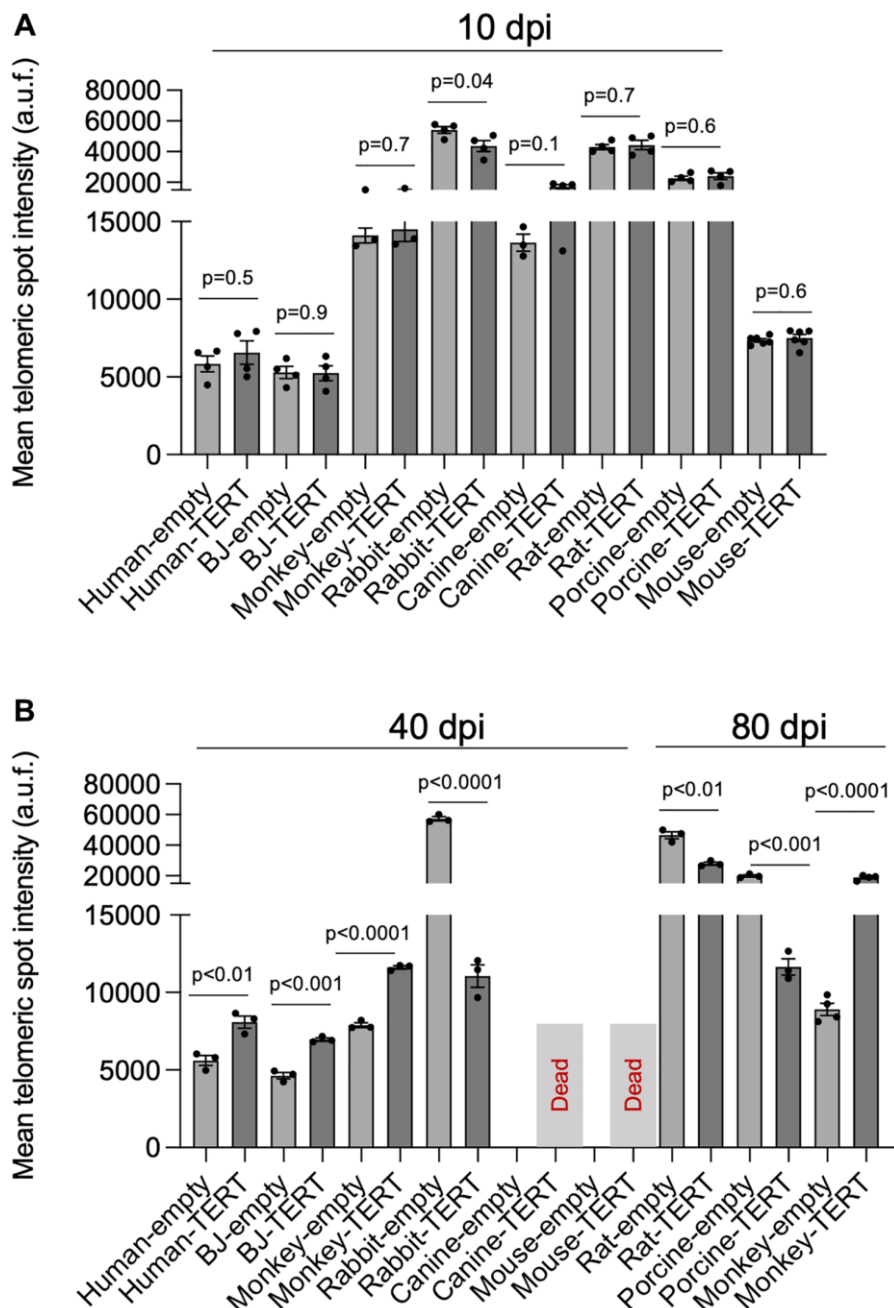 A
10 dpi
Mean telomeric spot intensity (a.u.f.)
80000
60000
40000
20000
15000
10000
5000
0
p=0.5
p=0.9
p=0.7
p=0.04
p=0.1
p=0.7
p=0.6
p=0.6
Human-empty
Human-TERT
BJ-empty
BJ-TERT
Monkey-empty
Monkey-TERT
Rabbit-empty
Rabbit-TERT
Canine-empty
Canine-TERT
Rat-empty
Rat-TERT
Porcine-empty
Porcine-TERT
Mouse-empty
Mouse-TERT
B
40 dpi
80 dpi
Mean telomeric spot intensity (a.u.f.)
80000
60000
40000
20000
15000
10000
5000
0
p<0.01
p<0.001
p<0.0001
p<0.0001
Dead
Dead
p<0.01
p<0.001
p<0.0001
Human-empty
Human-TERT
BJ-empty
BJ-TERT
Monkey-empty
Monkey-TERT
Rabbit-empty
Rabbit-TERT
Canine-empty
Canine-TERT
Mouse-empty
Mouse-TERT
Rat-empty
Rat-TERT
Porcine-empty
Porcine-TERT
Monkey-empty
Monkey-TERT